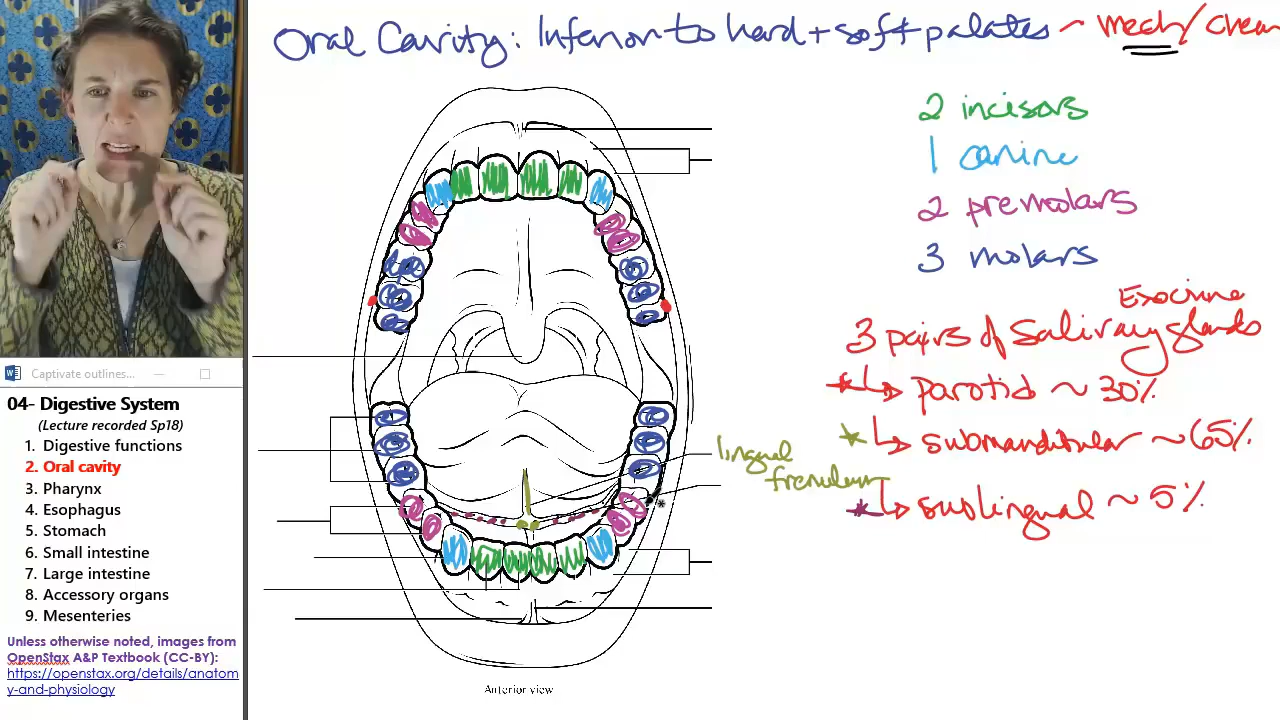 Oral Cavity: Inferior to hard + soft palates ~ mech/chem
2 incisors
1 canine
2 premolars
3 molars
Exocrine
3 pairs of Salivary glands
* ↳ parotid ~ 30%
* ↳ submandibular ~ 65%
* ↳ sublingual ~ 5%
lingual
frenulum
*
Anterior view
Captivate outlines...
04- Digestive System
(Lecture recorded Sp18)
1. Digestive functions
2. Oral cavity
3. Pharynx
4. Esophagus
5. Stomach
6. Small intestine
7. Large intestine
8. Accessory organs
9. Mesenteries
Unless otherwise noted, images from
OpenStax A&P Textbook (CC-BY):
https://openstax.org/details/anatom
y-and-physiology